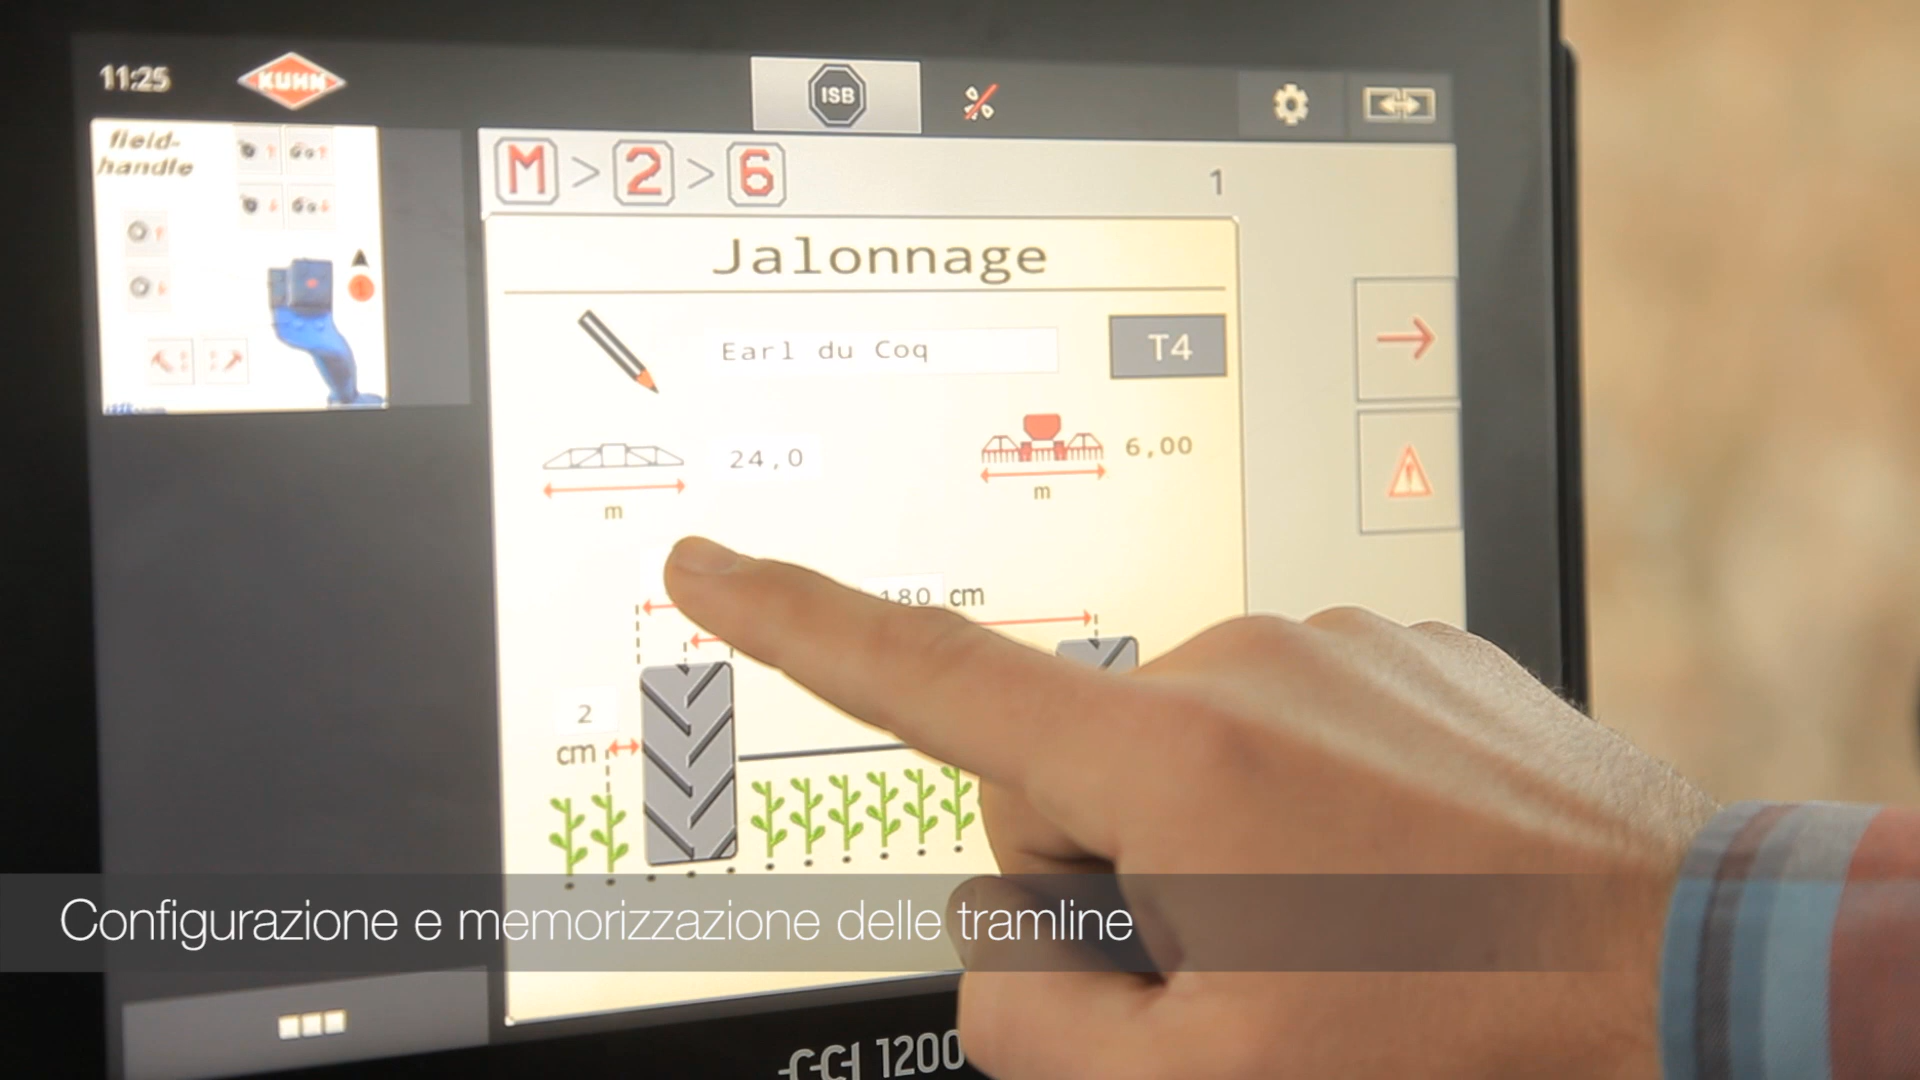 11:25
KUHN
ISB
field-
handle
M > 2 > 6
1
Jalonnage
Earl du Coq
T4
24,0
6,00
m
m
180 cm
2
cm
Configurazione e memorizzazione delle tramline
CCI 1200